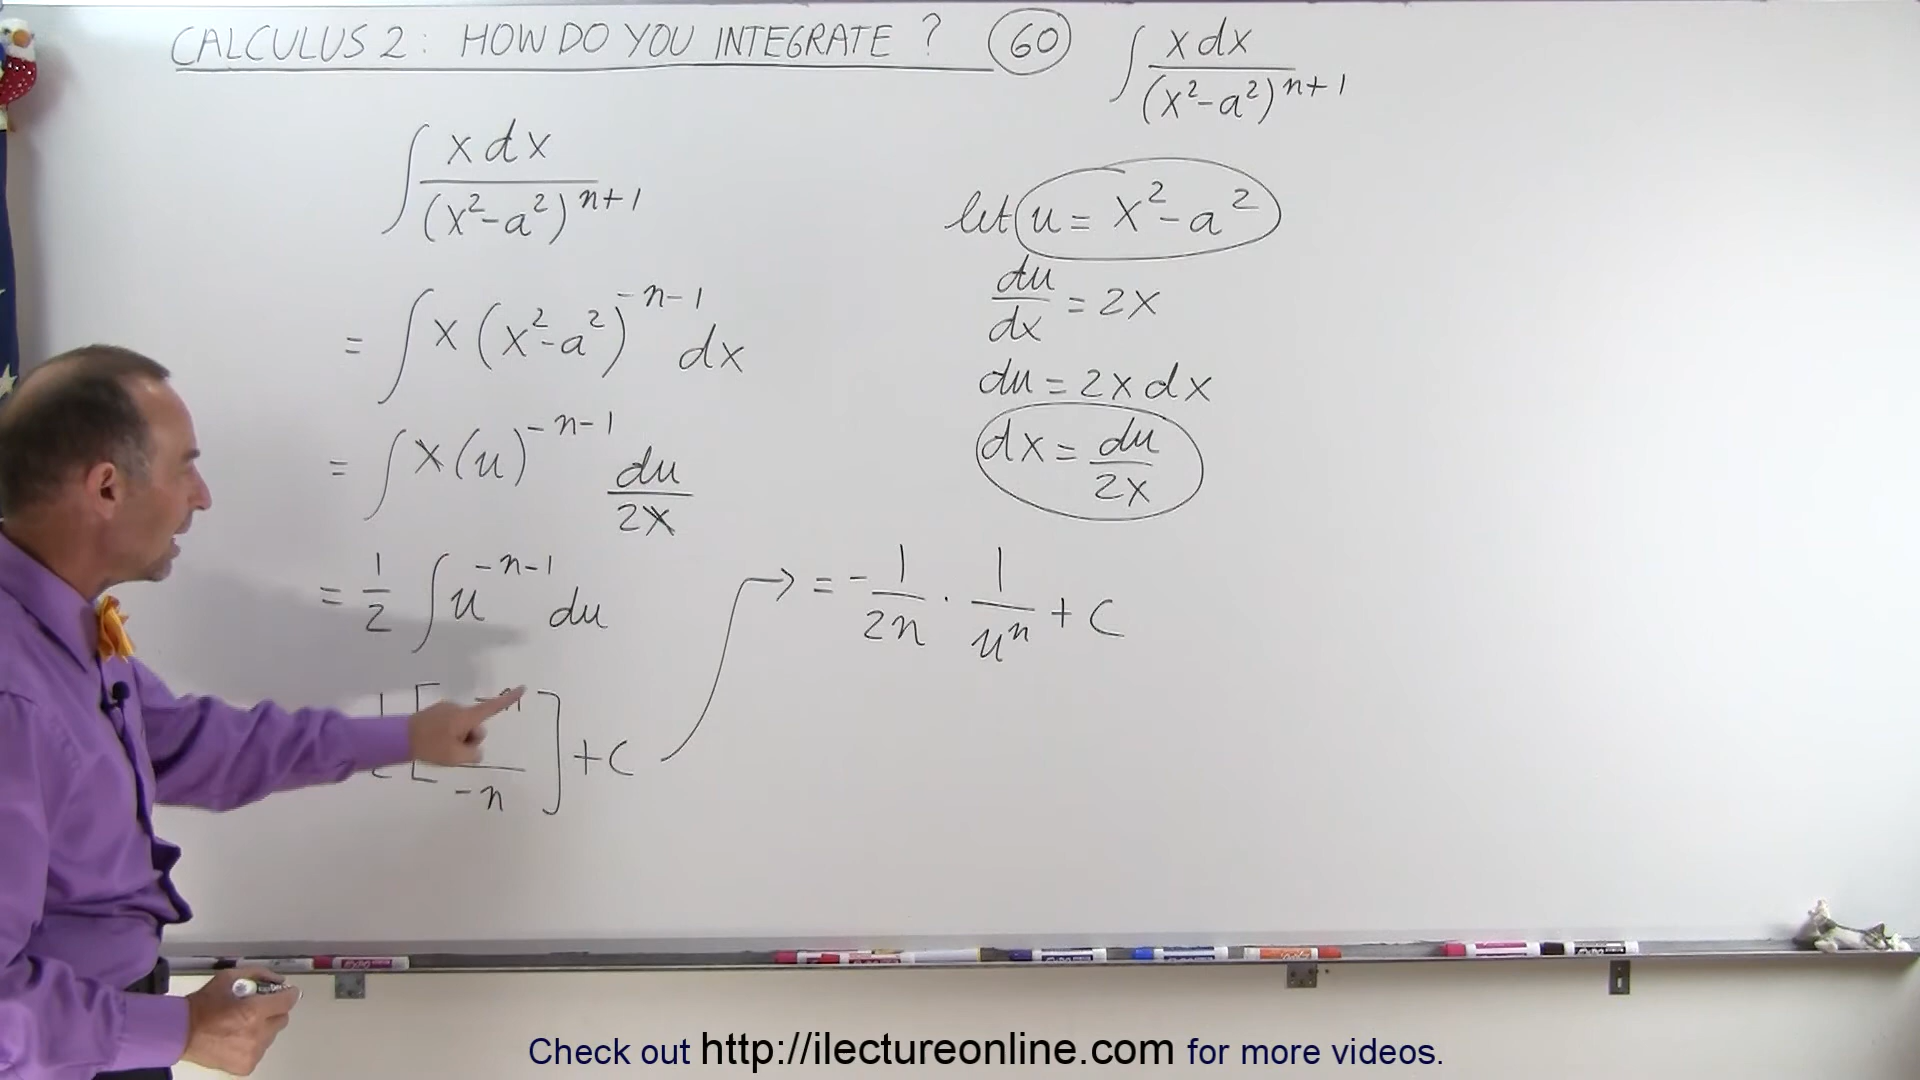 CALCULUS 2: HOW DO YOU INTEGRATE? 60 ∫ x dx / (x²-a²)ⁿ⁺¹
∫ x dx / (x²-a²)ⁿ⁺¹
= ∫ x (x²-a²)⁻ⁿ⁻¹ dx
= ∫ x(u)⁻ⁿ⁻¹ du/2x
= 1/2 ∫ u⁻ⁿ⁻¹ du
[ -n / -n ] + C
let u = x²-a²
du/dx = 2x
du = 2x dx
dx = du/2x
→ = -1/2n · 1/uⁿ + C
Check out http://ilectureonline.com for more videos.